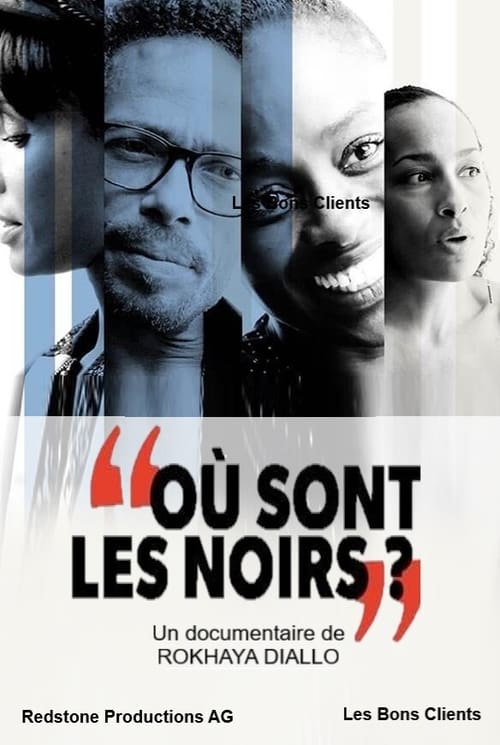 Les Bons Clients
“OÙ SONT
LES NOIRS ?”
Un documentaire de
ROKHAYA DIALLO
Redstone Productions AG
Les Bons Clients